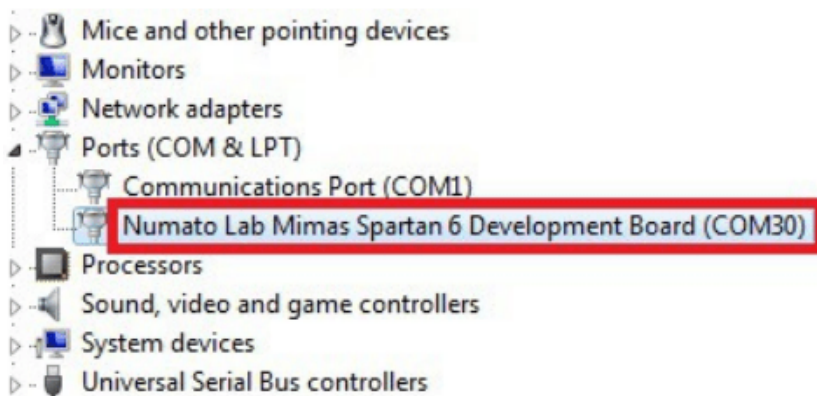 Mice and other pointing devices
Monitors
Network adapters
Ports (COM & LPT)
Communications Port (COM1)
Numato Lab Mimas Spartan 6 Development Board (COM30)
Processors
Sound, video and game controllers
System devices
Universal Serial Bus controllers